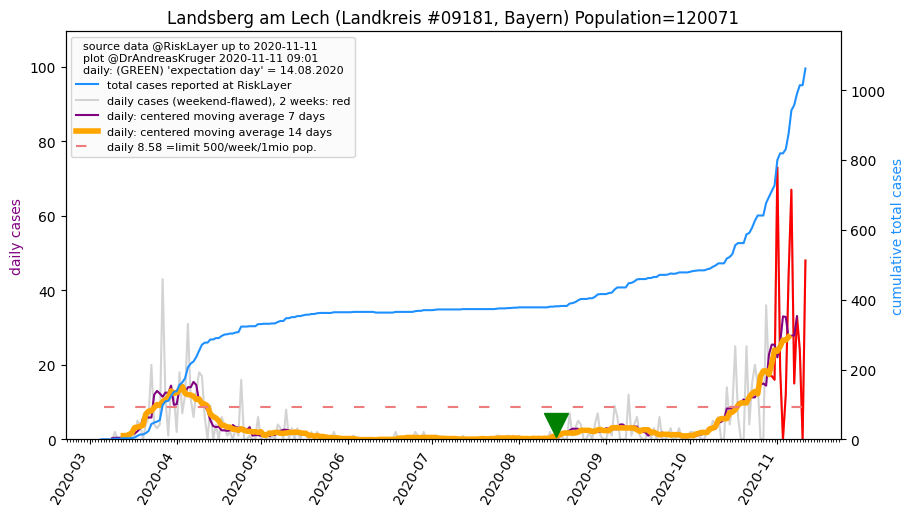 Landsberg am Lech (Landkreis #09181, Bayern) Population=120071
source data @RiskLayer up to 2020-11-11
plot @DrAndreasKruger 2020-11-11 09:01
daily: (GREEN) 'expectation day' = 14.08.2020
total cases reported at RiskLayer
daily cases (weekend-flawed), 2 weeks: red
daily: centered moving average 7 days
daily: centered moving average 14 days
daily 8.58 =limit 500/week/1mio pop.
daily cases
100
80
60
40
20
0
cumulative total cases
1000
800
600
400
200
0
2020-03
2020-04
2020-05
2020-06
2020-07
2020-08
2020-09
2020-10
2020-11